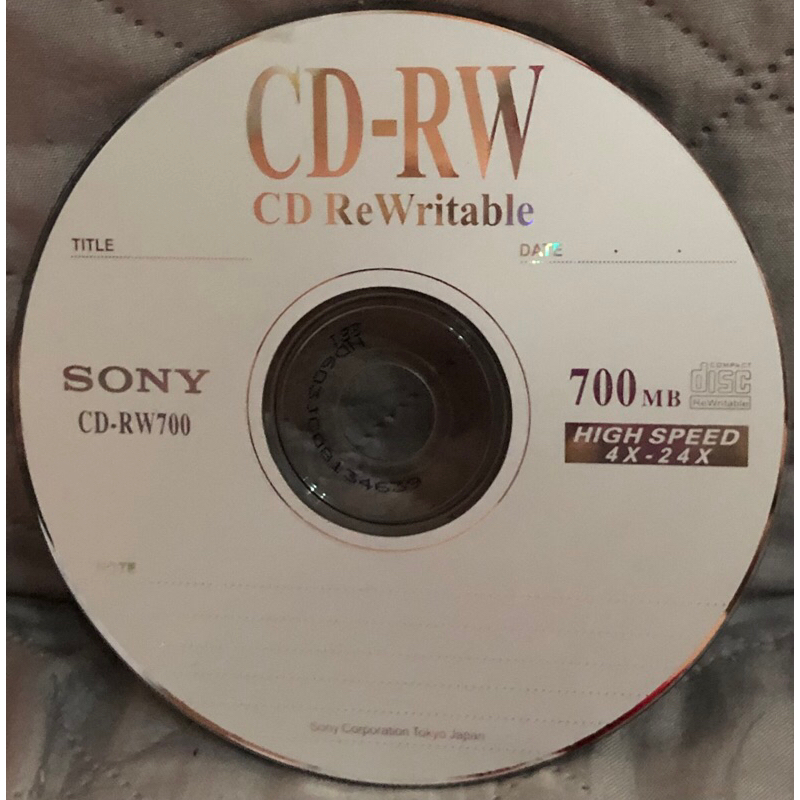 CD-RW
CD ReWritable
TITLE
DATE
SONY
CD-RW700
700 MB
COMPACT
disc
ReWritable
HIGH SPEED
4X-24X
NOTE
Sony Corporation Tokyo Japan